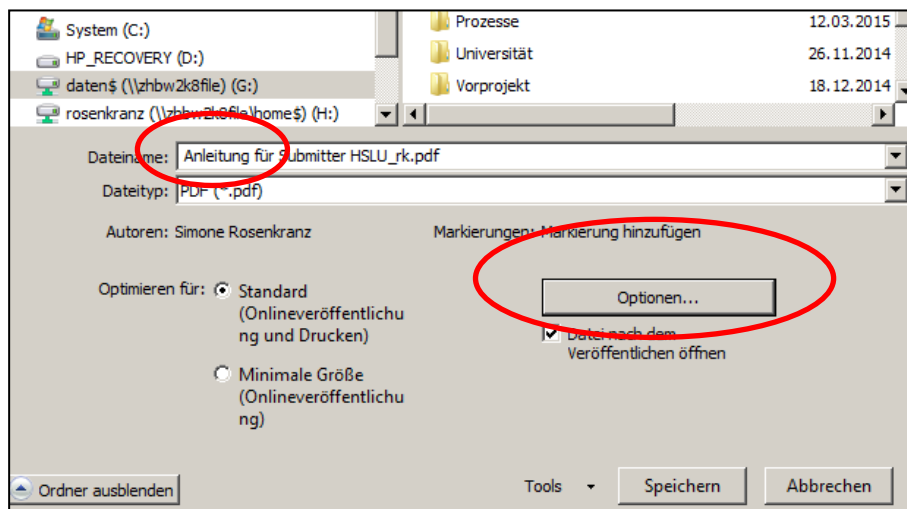 System (C:)
HP_RECOVERY (D:)
daten$ (\\zhbw2k8file) (G:)
rosenkranz (\\zhbw2k8file\home$) (H:)
Prozesse 12.03.2015
Universität 26.11.2014
Vorprojekt 18.12.2014
Dateiname: Anleitung für Submitter HSLU_rk.pdf
Dateityp: PDF (*.pdf)
Autoren: Simone Rosenkranz
Markierungen: Markierung hinzufügen
Optimieren für: Standard
(Onlineveröffentlichu
ng und Drucken)
Minimale Größe
(Onlineveröffentlichu
ng)
Optionen...
Datei nach dem
Veröffentlichen öffnen
Ordner ausblenden
Tools
Speichern
Abbrechen